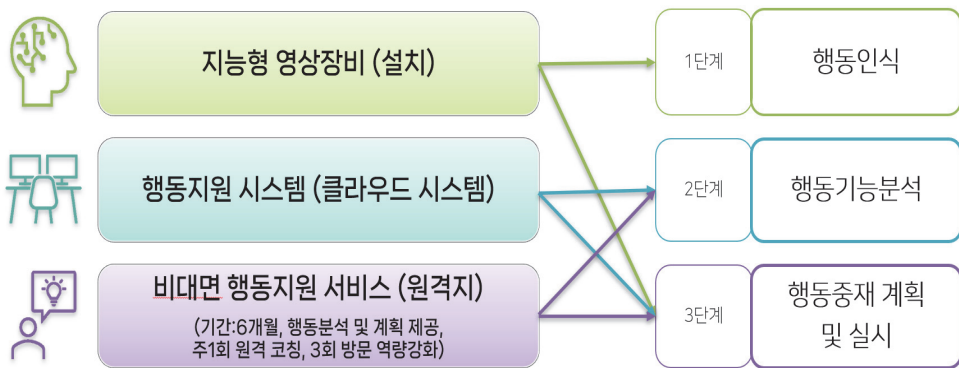 지능형 영상장비 (설치)
1단계
행동인식
행동지원 시스템 (클라우드 시스템)
2단계
행동기능분석
비대면 행동지원 서비스 (원격지)
(기간:6개월, 행동분석 및 계획 제공,
주1회 원격 코칭, 3회 방문 역량강화)
3단계
행동중재 계획
및 실시